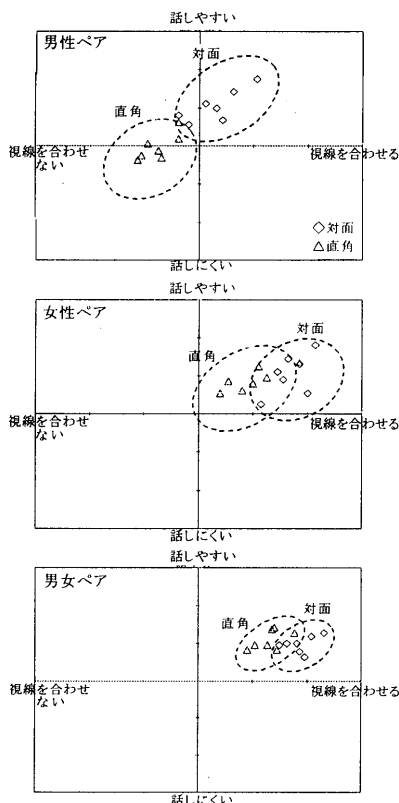 話しやすい
男性ペア
対面
直角
視線を合わせ
ない
視線を合わせる
◇対面
△直角
話しにくい
話しやすい
女性ペア
対面
直角
視線を合わせ
ない
視線を合わせる
話しにくい
話しやすい
男女ペア
対面
直角
視線を合わせ
ない
視線を合わせる
話しにくい